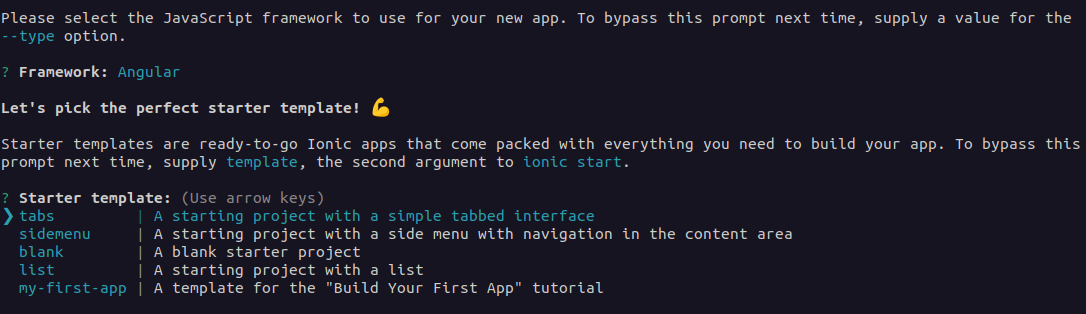 Please select the JavaScript framework to use for your new app. To bypass this prompt next time, supply a value for the
--type option.
? Framework: Angular
Let's pick the perfect starter template! 💪
Starter templates are ready-to-go Ionic apps that come packed with everything you need to build your app. To bypass this
prompt next time, supply template, the second argument to ionic start.
? Starter template: (Use arrow keys)
❯ tabs | A starting project with a simple tabbed interface
sidemenu | A starting project with a side menu with navigation in the content area
blank | A blank starter project
list | A starting project with a list
my-first-app | A template for the "Build Your First App" tutorial